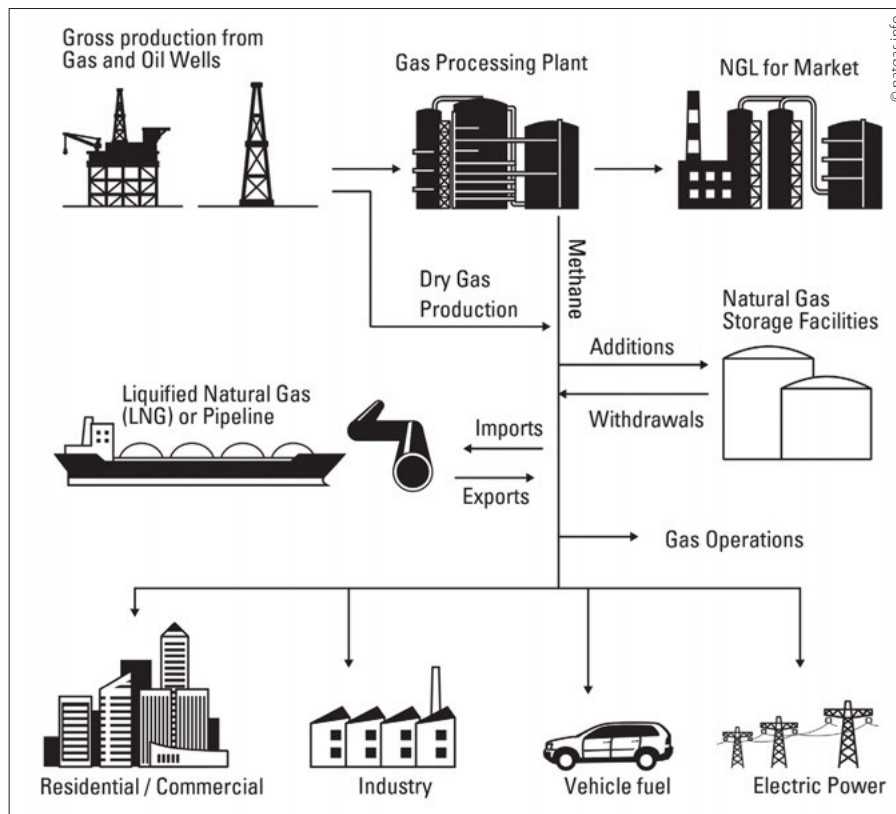 Gross production from
Gas and Oil Wells
Gas Processing Plant
NGL for Market
© natgas.info
Methane
Dry Gas
Production
Natural Gas
Storage Facilities
Additions
Withdrawals
Liquified Natural Gas
(LNG) or Pipeline
Imports
Exports
Gas Operations
Residential / Commercial
Industry
Vehicle fuel
Electric Power